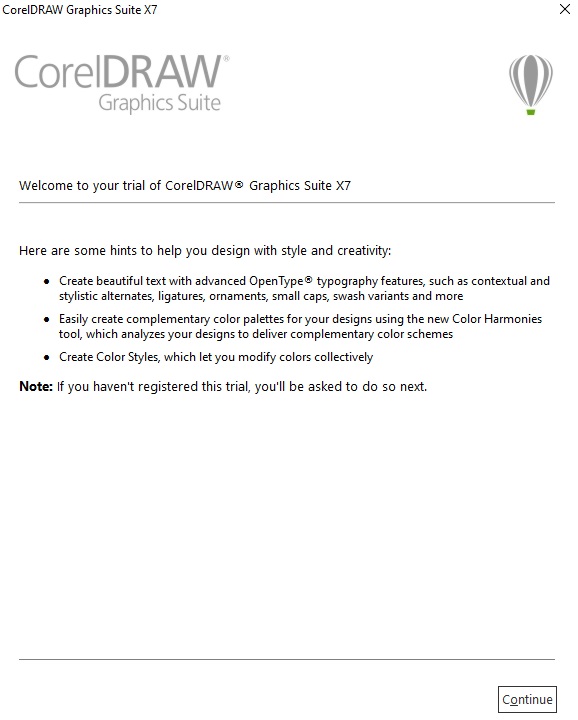 CorelDRAW Graphics Suite X7
CorelDRAW®
Graphics Suite
Welcome to your trial of CorelDRAW® Graphics Suite X7
Here are some hints to help you design with style and creativity:
• Create beautiful text with advanced OpenType® typography features, such as contextual and
stylistic alternates, ligatures, ornaments, small caps, swash variants and more
• Easily create complementary color palettes for your designs using the new Color Harmonies
tool, which analyzes your designs to deliver complementary color schemes
• Create Color Styles, which let you modify colors collectively
Note: If you haven't registered this trial, you'll be asked to do so next.
Continue